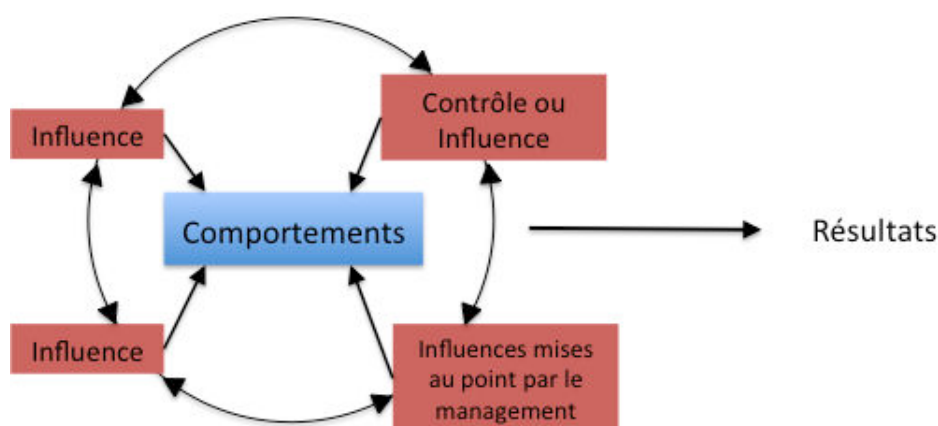 Influence
Contrôle ou
Influence
Comportements
Résultats
Influence
Influences mises
au point par le
management